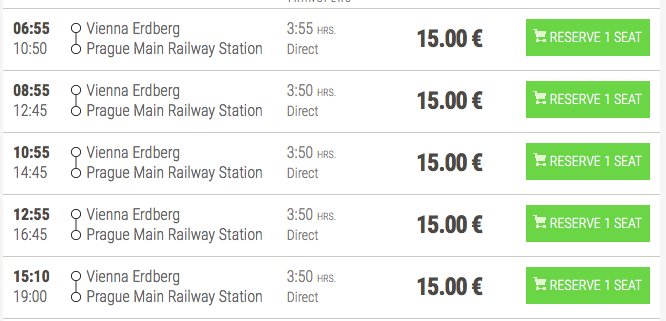 TRANSFERS
06:55 Vienna Erdberg 3:55 HRS. 15.00 € RESERVE 1 SEAT
10:50 Prague Main Railway Station Direct
08:55 Vienna Erdberg 3:50 HRS. 15.00 € RESERVE 1 SEAT
12:45 Prague Main Railway Station Direct
10:55 Vienna Erdberg 3:50 HRS. 15.00 € RESERVE 1 SEAT
14:45 Prague Main Railway Station Direct
12:55 Vienna Erdberg 3:50 HRS. 15.00 € RESERVE 1 SEAT
16:45 Prague Main Railway Station Direct
15:10 Vienna Erdberg 3:50 HRS. 15.00 € RESERVE 1 SEAT
19:00 Prague Main Railway Station Direct